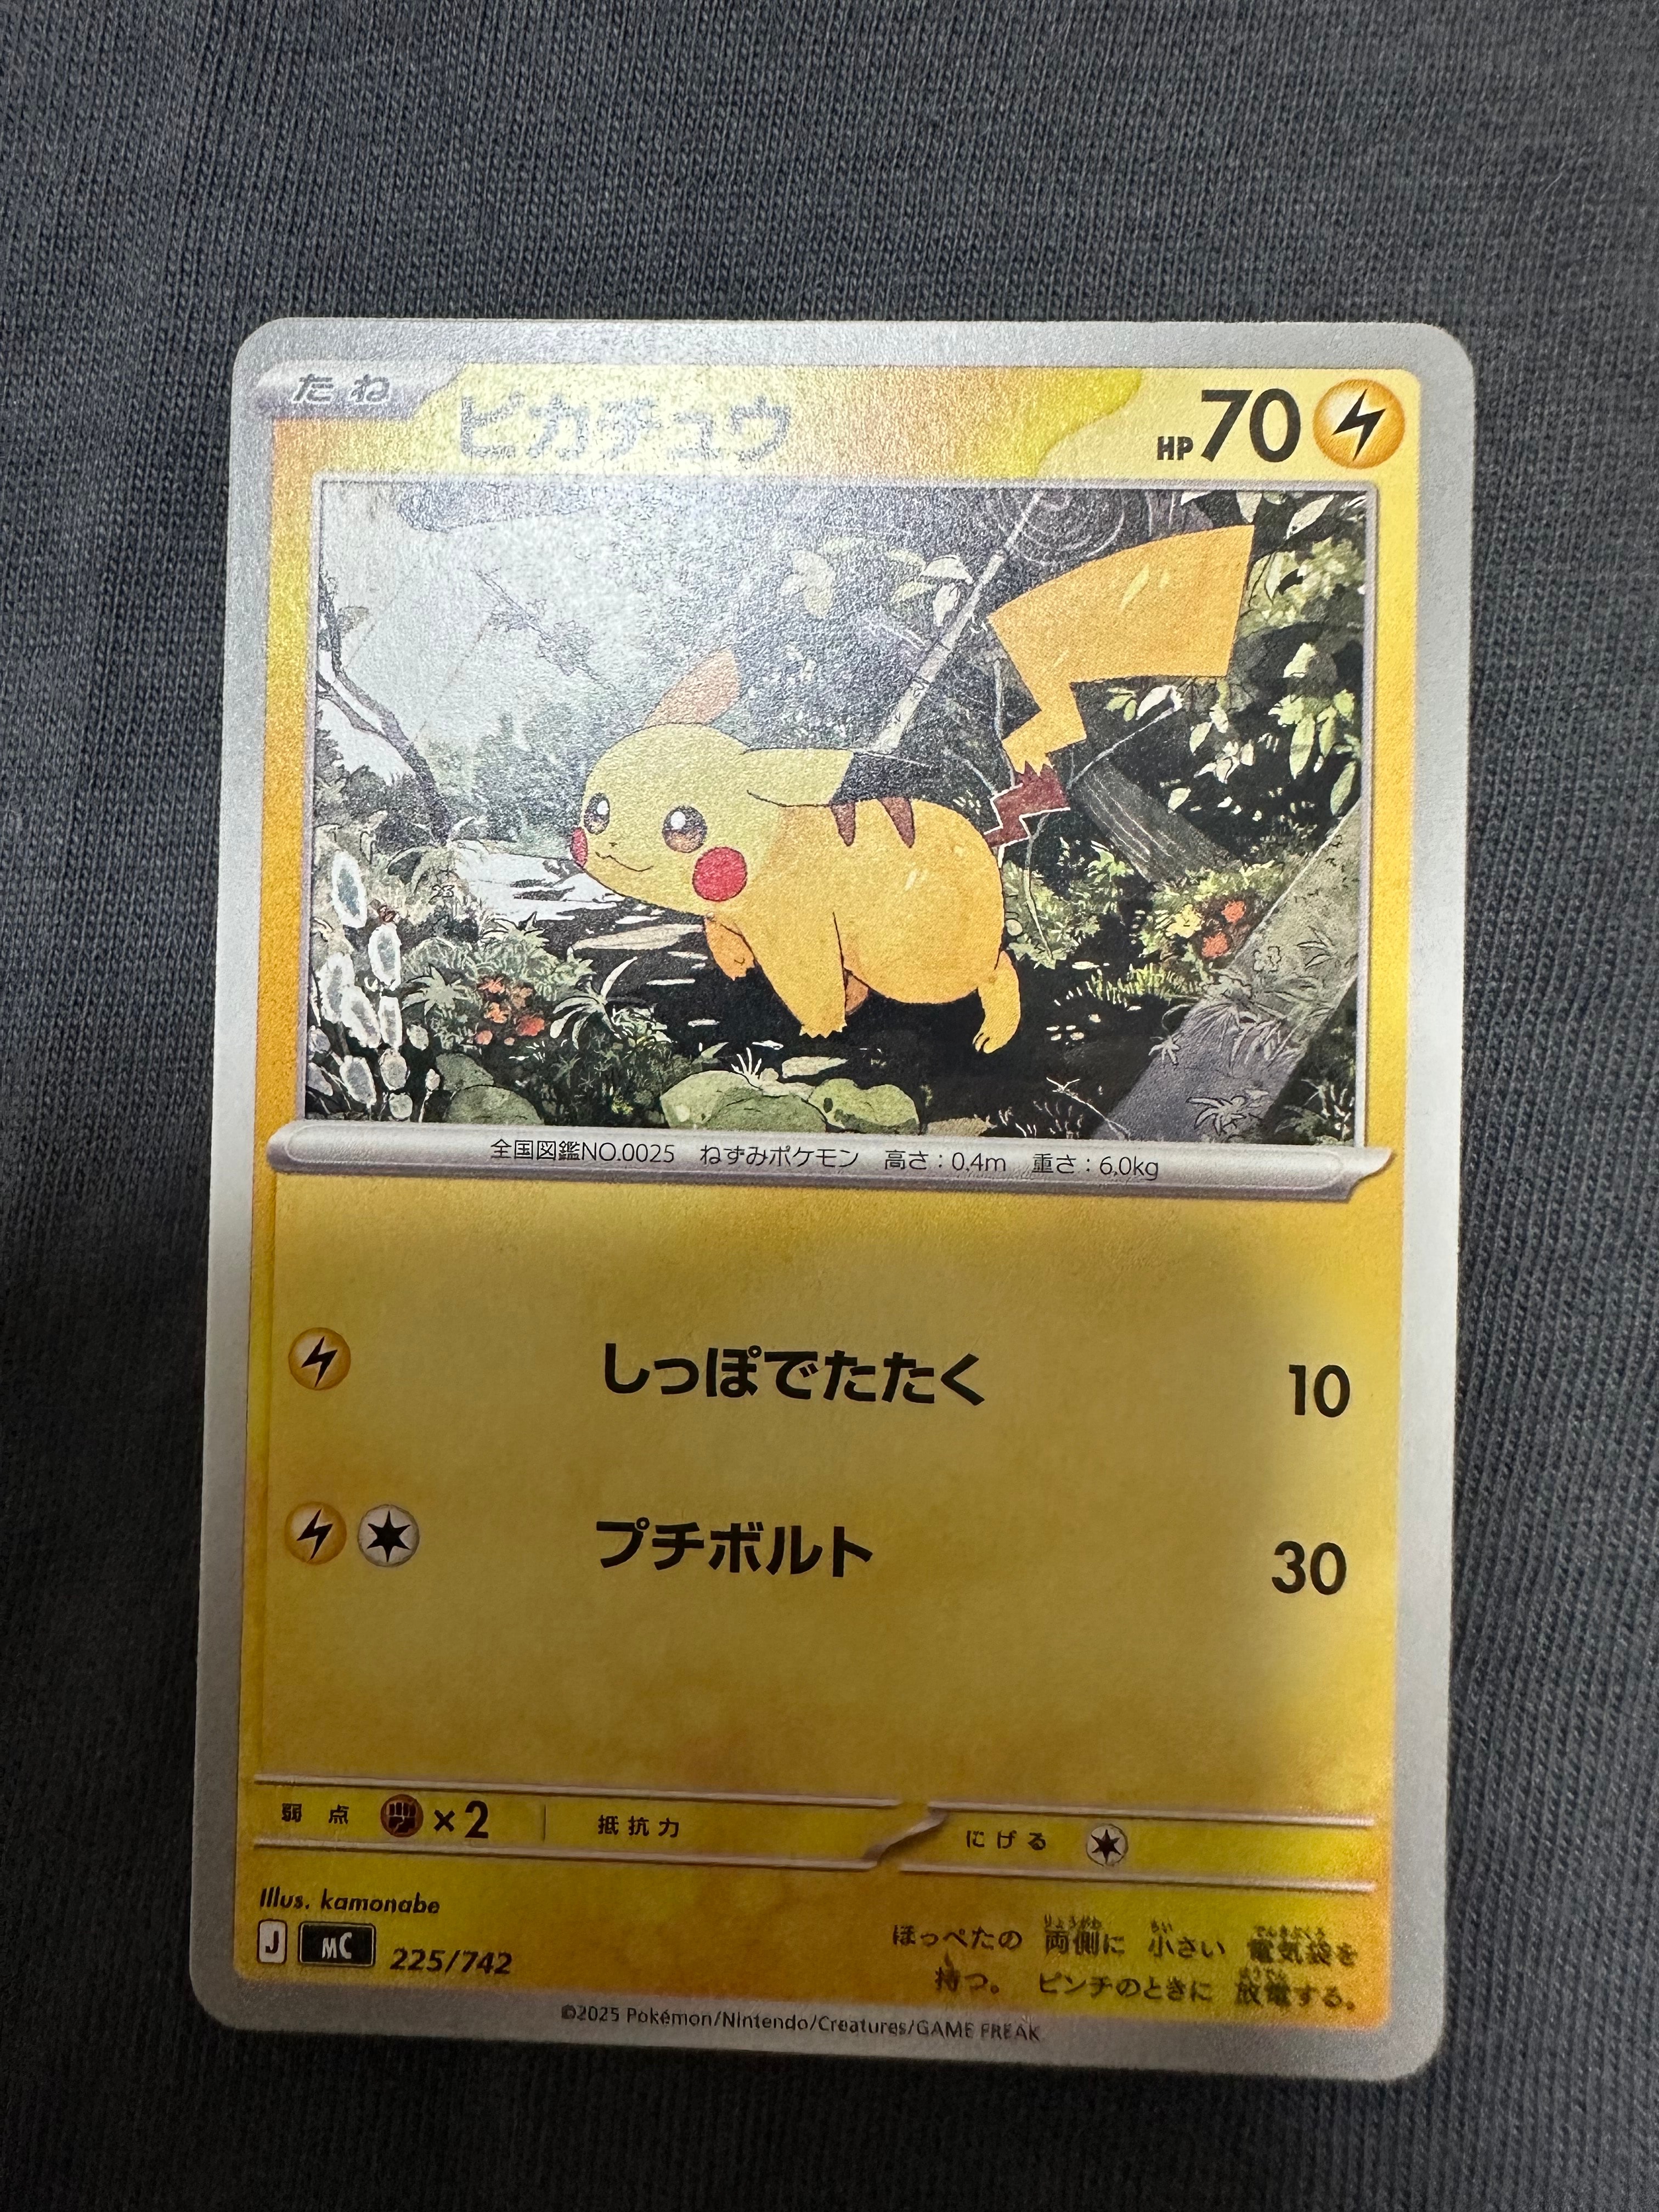 たね ピカチュウ HP70
全国図鑑NO.0025 ねずみポケモン 高さ：0.4m 重さ：6.0kg
しっぽでたたく 10
プチボルト 30
弱点 ×2 抵抗力 にげる
Illus. kamonabe
J MC 225/742
ほっぺたの 両側に 小さい 電気袋を
持つ。 ピンチのときに 放電する。
©2025 Pokémon/Nintendo/Creatures/GAME FREAK